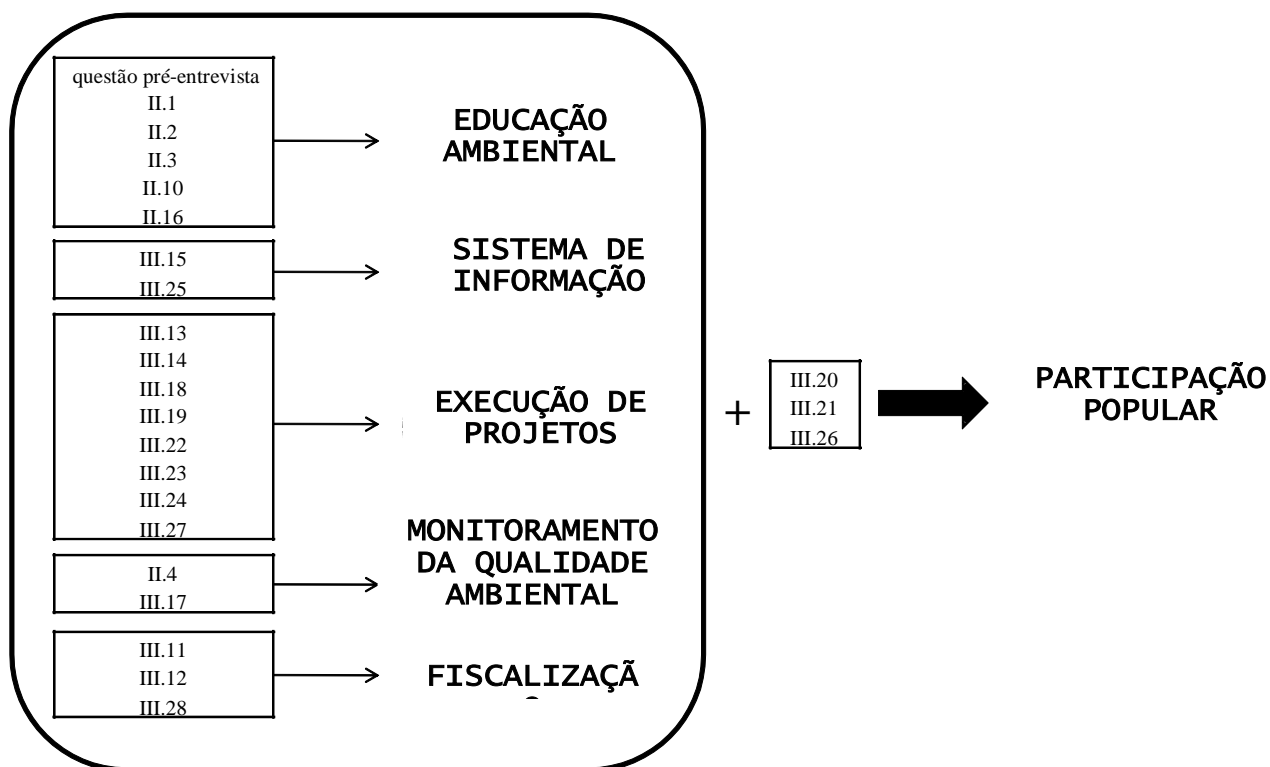 questão pré-entrevista
II.1
II.2
II.3
II.10
II.16
EDUCAÇÃO
AMBIENTAL
III.15
III.25
SISTEMA DE
INFORMAÇÃO
III.13
III.14
III.18
III.19
III.22
III.23
III.24
III.27
EXECUÇÃO DE
PROJETOS
II.4
III.17
MONITORAMENTO
DA QUALIDADE
AMBIENTAL
III.11
III.12
III.28
FISCALIZAÇÃ
+
III.20
III.21
III.26
PARTICIPAÇÃO
POPULAR